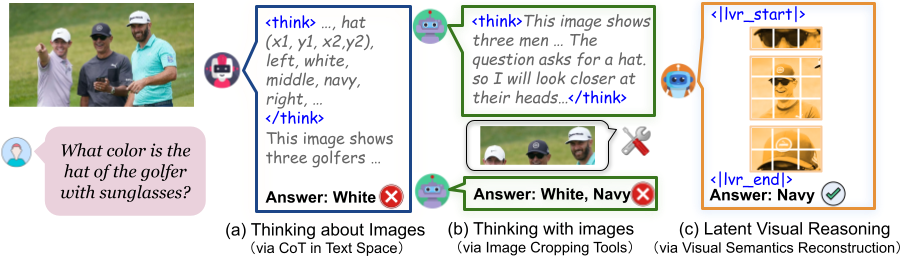 What color is the
hat of the golfer
with sunglasses?
<think> ..., hat
(x1, y1, x2,y2),
left, white,
middle, navy,
right, ...
</think>
This image shows
three golfers ...
Answer: White
(a) Thinking about Images
(via CoT in Text Space)
<think>This image shows
three men ... The
question asks for a hat.
so I will look closer at
their heads...</think>
Answer: White, Navy
(b) Thinking with images
(via Image Cropping Tools)
<|lvr_start|>
<|lvr_end|>
Answer: Navy
(c) Latent Visual Reasoning
(via Visual Semantics Reconstruction)